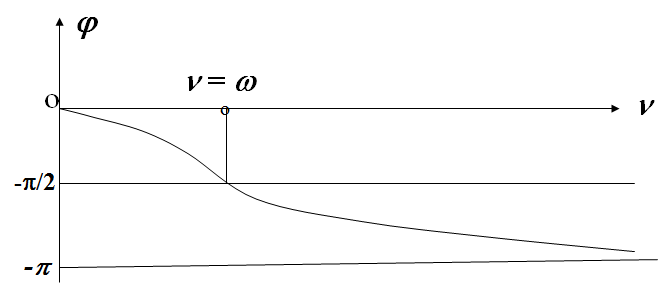 φ
ν = ω
O
ν
-π/2
-π